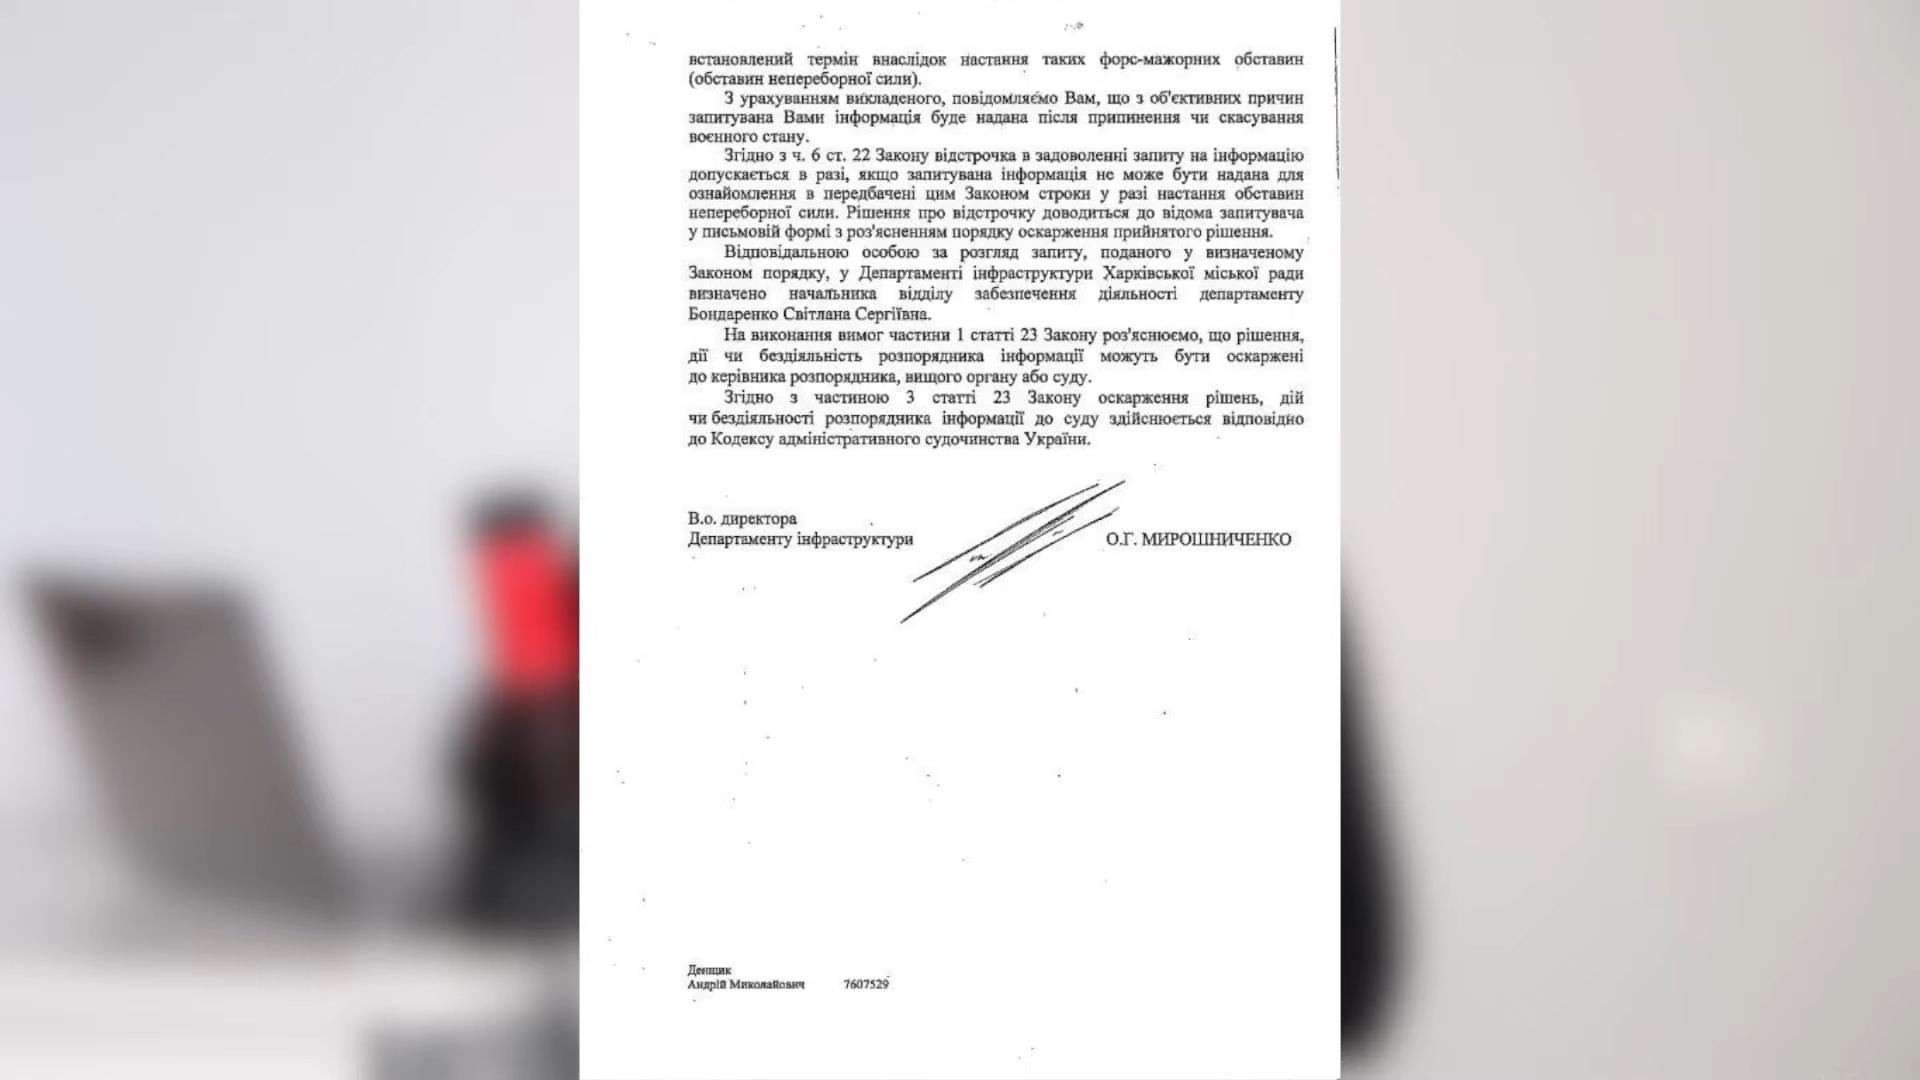 встановлений термін внаслідок настання таких форс-мажорних обставин
(обставин непереборної сили).
З урахуванням викладеного, повідомляємо Вам, що з об'єктивних причин
запитувана Вами інформація буде надана після припинення чи скасування
воєнного стану.
Згідно з ч. 6 ст. 22 Закону відстрочка в задоволенні запиту на інформацію
допускається в разі, якщо запитувана інформація не може бути надана для
ознайомлення в передбачені цим Законом строки у разі настання обставин
непереборної сили. Рішення про відстрочку доводиться до відома запитувача
у письмовій формі з роз'ясненням порядку оскарження прийнятого рішення.
Відповідальною особою за розгляд запиту, поданого у визначеному
Законом порядку, у Департаменті інфраструктури Харківської міської ради
визначено начальника відділу забезпечення діяльності департаменту
Бондаренко Світлана Сергіївна.
На виконання вимог частини 1 статті 23 Закону роз'яснюємо, що рішення,
дії чи бездіяльність розпорядника інформації можуть бути оскаржені
до керівника розпорядника, вищого органу або суду.
Згідно з частиною 3 статті 23 Закону оскарження рішень, дій
чи бездіяльності розпорядника інформації до суду здійснюється відповідно
до Кодексу адміністративного судочинства України.
В.о. директора
Департаменту інфраструктури О.Г. МИРОШНИЧЕНКО
Денщик
Андрій Миколайович 7607529